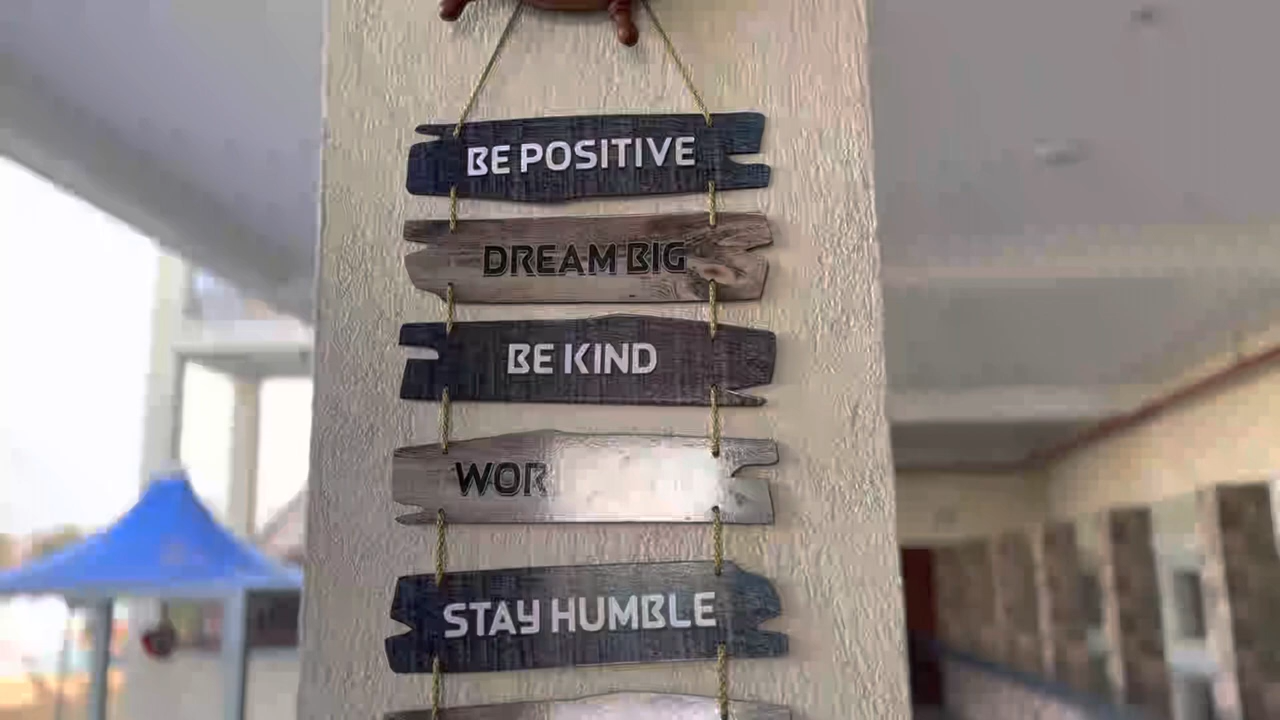 BE POSITIVE
DREAM BIG
BE KIND
WOR
STAY HUMBLE